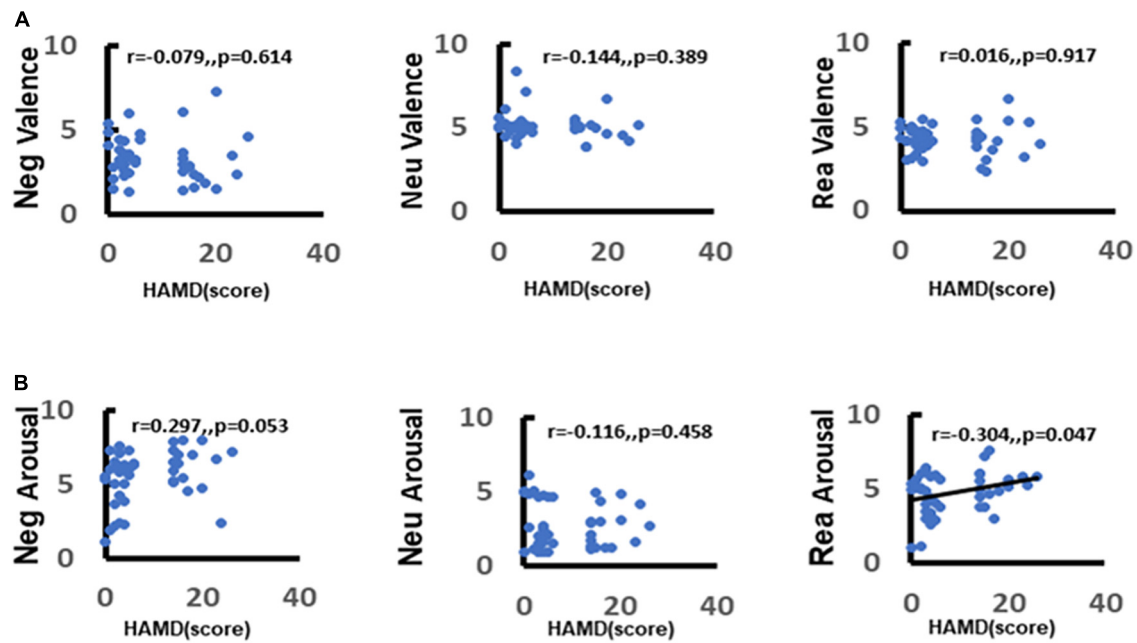 A
Neg Valence
10
5
0
r=-0.079,,p=0.614
0 20 40
HAMD(score)
Neu Valence
10
5
0
r=-0.144,,p=0.389
0 20 40
HAMD(score)
Rea Valence
10
5
0
r=0.016,,p=0.917
0 20 40
HAMD(score)
B
Neg Arousal
10
5
0
r=0.297,,p=0.053
0 20 40
HAMD(score)
Neu Arousal
10
5
0
r=-0.116,,p=0.458
0 20 40
HAMD(score)
Rea Arousal
10
5
0
r=-0.304,,p=0.047
0 20 40
HAMD(score)